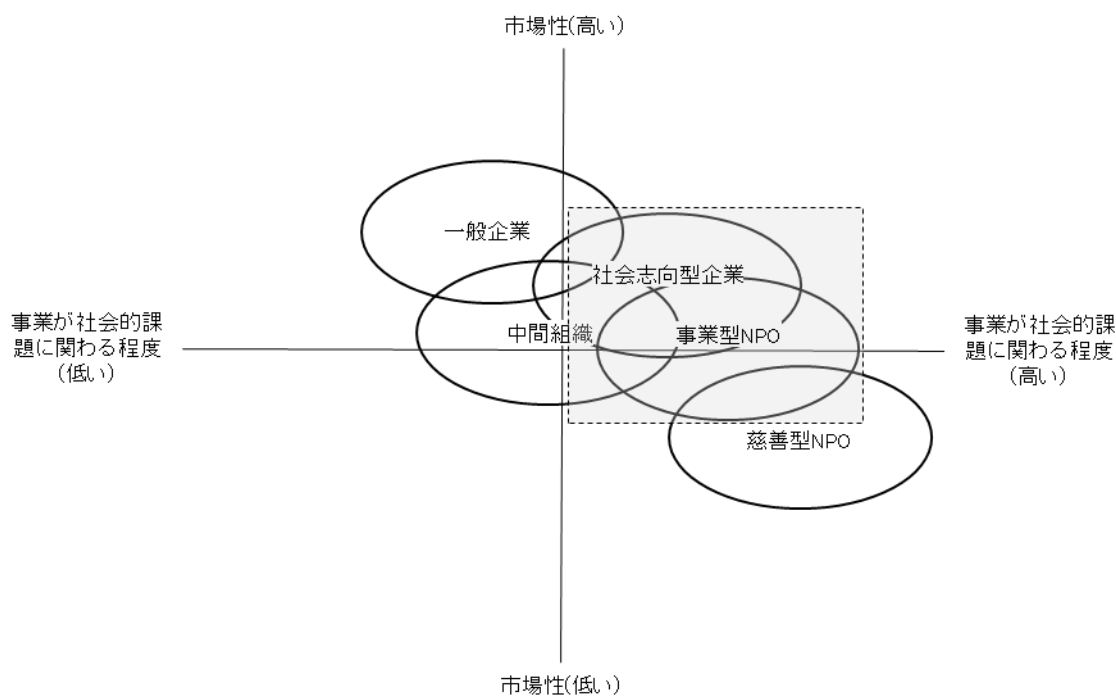 市場性(高い)
一般企業
社会志向型企業
事業が社会的課
題に関わる程度
(低い)
中間組織
事業型NPO
事業が社会的課
題に関わる程度
(高い)
慈善型NPO
市場性(低い)